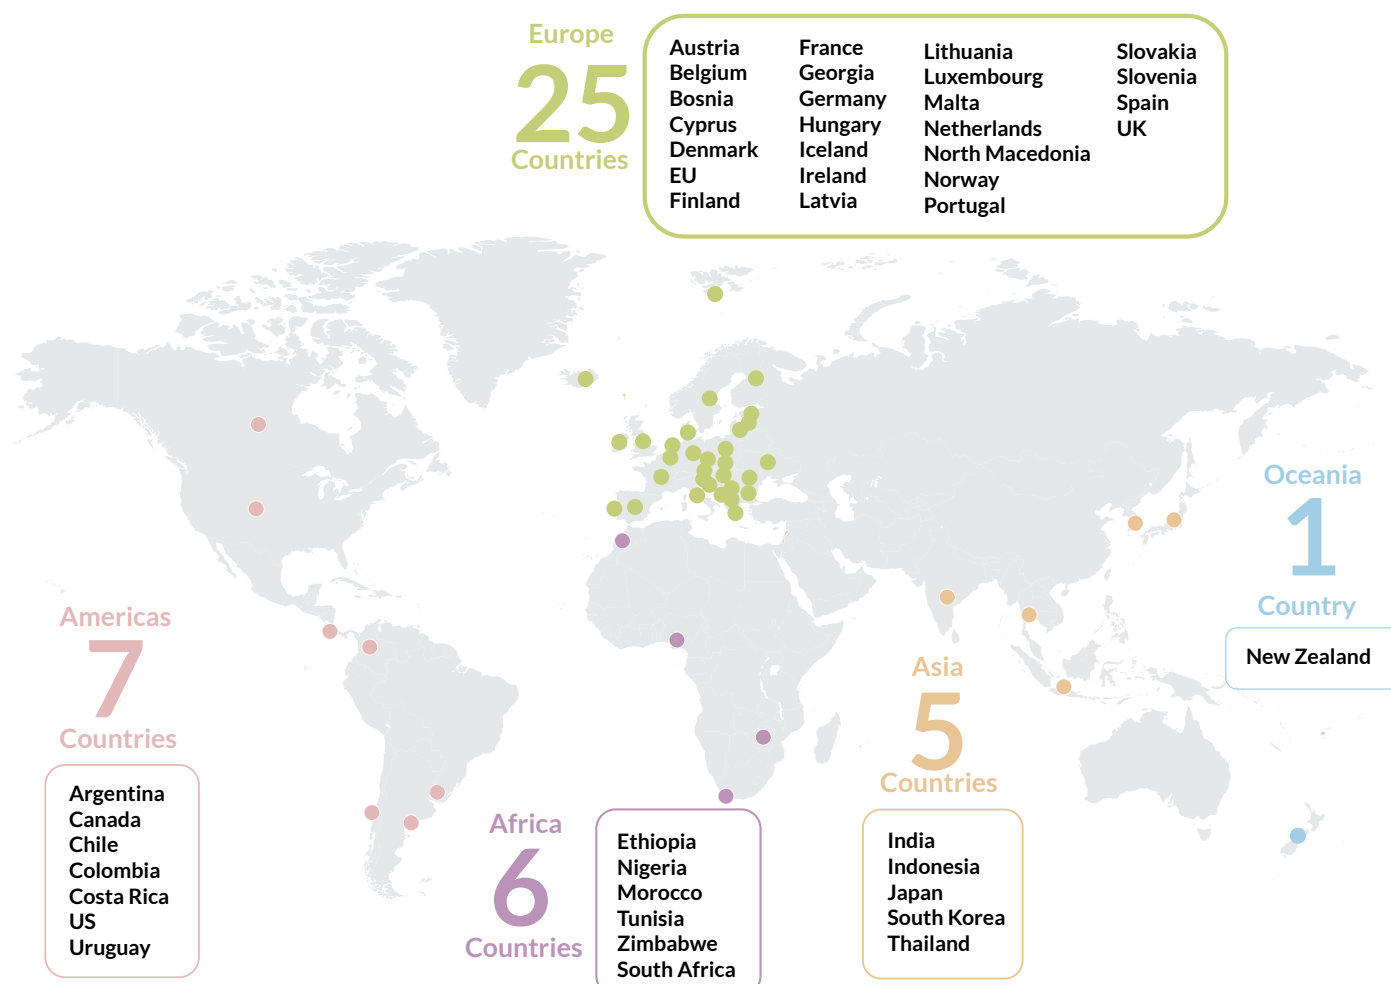 Europe
25
Countries
Austria
Belgium
Bosnia
Cyprus
Denmark
EU
Finland
France
Georgia
Germany
Hungary
Iceland
Ireland
Latvia
Lithuania
Luxembourg
Malta
Netherlands
North Macedonia
Norway
Portugal
Slovakia
Slovenia
Spain
UK
Oceania
1
Country
New Zealand
Americas
7
Countries
Argentina
Canada
Chile
Colombia
Costa Rica
US
Uruguay
Africa
6
Countries
Ethiopia
Nigeria
Morocco
Tunisia
Zimbabwe
South Africa
Asia
5
Countries
India
Indonesia
Japan
South Korea
Thailand